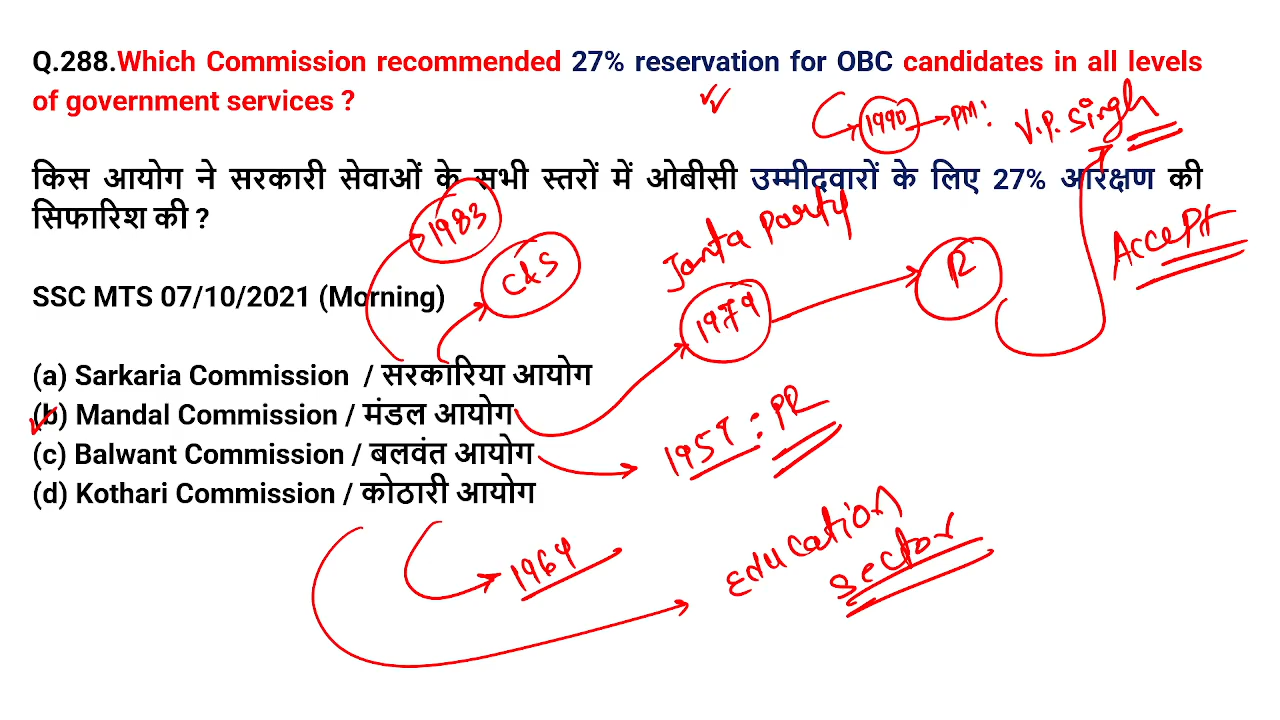 Q.288.Which Commission recommended 27% reservation for OBC candidates in all levels
of government services ?
1990 → PM: V.P. Singh
किस आयोग ने सरकारी सेवाओं के सभी स्तरों में ओबीसी उम्मीदवारों के लिए 27% आरक्षण की
सिफारिश की ?
1983
C&S
Janta Party
1979
R
Accept
SSC MTS 07/10/2021 (Morning)
(a) Sarkaria Commission / सरकारिया आयोग
(b) Mandal Commission / मंडल आयोग
(c) Balwant Commission / बलवंत आयोग
(d) Kothari Commission / कोठारी आयोग
1957 : PR
1964
Education
Sector